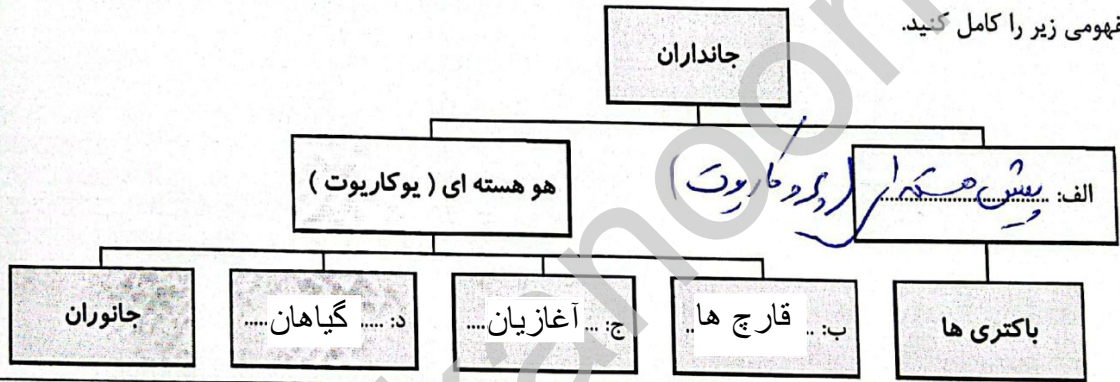 فهومی زیر را کامل کنید.
جانداران
الف: پیش هسته ای (پروکاریوت)
هو هسته ای ( یوکاریوت )
باکتری ها
ب: ... قارچ ها ..
ج: ... آغازیان ....
د: ..... گیاهان .....
جانوران